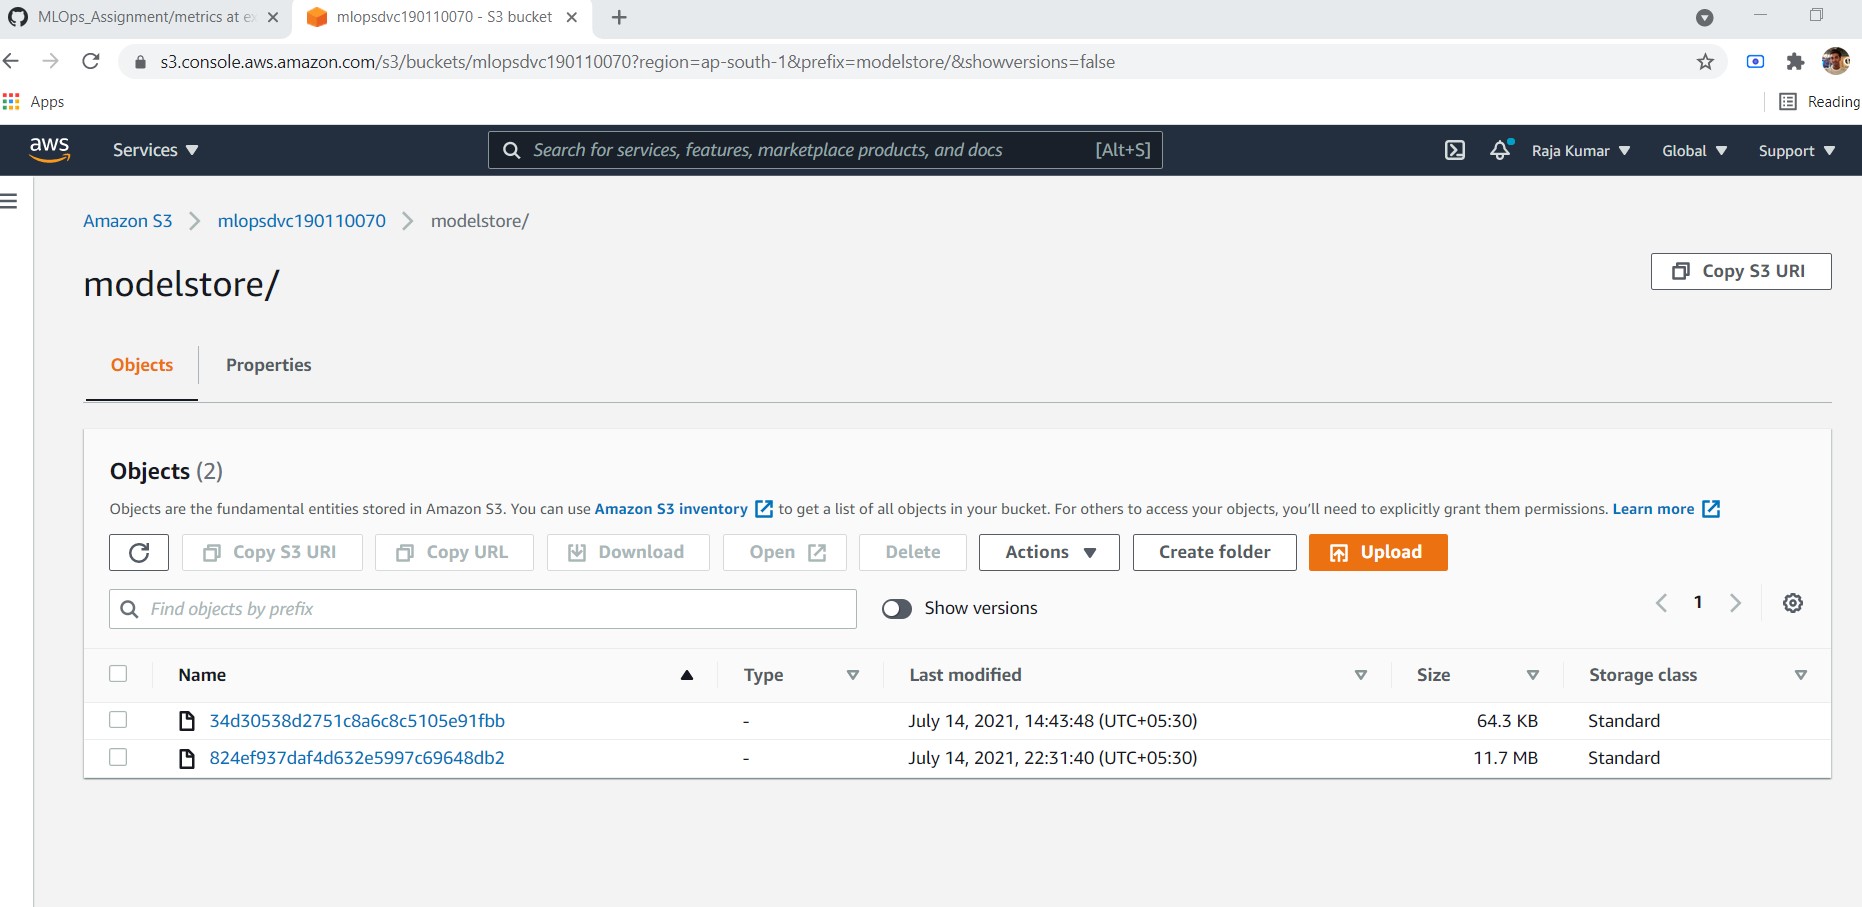 MLOps_Assignment/metrics at ex
mlopsdvc190110070 - S3 bucket
s3.console.aws.amazon.com/s3/buckets/mlopsdvc190110070?region=ap-south-1&prefix=modelstore/&showversions=false
Apps
Reading
aws
Services
Search for services, features, marketplace products, and docs [Alt+S]
Raja Kumar
Global
Support
Amazon S3 mlopsdvc190110070 modelstore/
modelstore/
Copy S3 URI
Objects
Properties
Objects (2)
Objects are the fundamental entities stored in Amazon S3. You can use Amazon S3 inventory to get a list of all objects in your bucket. For others to access your objects, you'll need to explicitly grant them permissions. Learn more
Copy S3 URI
Copy URL
Download
Open
Delete
Actions
Create folder
Upload
Find objects by prefix
Show versions
1
Name Type Last modified Size Storage class
34d30538d2751c8a6c8c5105e91fbb - July 14, 2021, 14:43:48 (UTC+05:30) 64.3 KB Standard
824ef937daf4d632e5997c69648db2 - July 14, 2021, 22:31:40 (UTC+05:30) 11.7 MB Standard